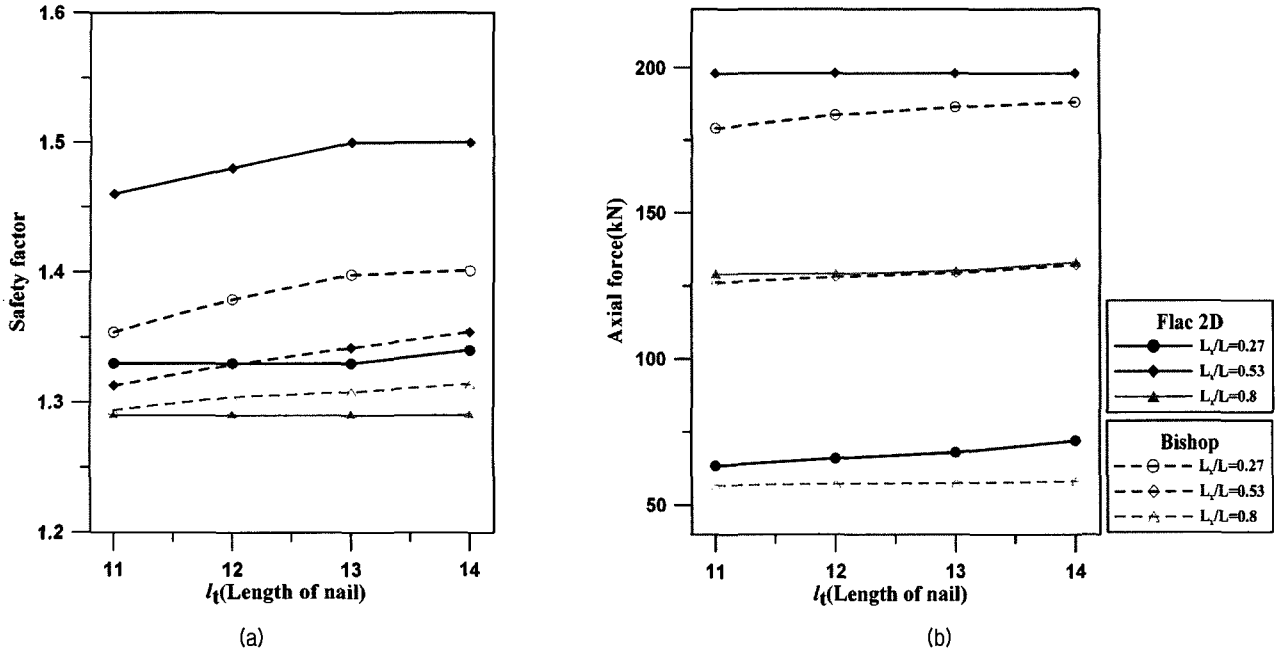 1.6
1.5
1.4
1.3
1.2
Safety factor
11 12 13 14
lt(Length of nail)
(a)
200
150
100
50
Axial force(kN)
11 12 13 14
lt(Length of nail)
(b)
Flac 2D
Lx/L=0.27
Lx/L=0.53
Lx/L=0.8
Bishop
Lx/L=0.27
Lx/L=0.53
Lx/L=0.8